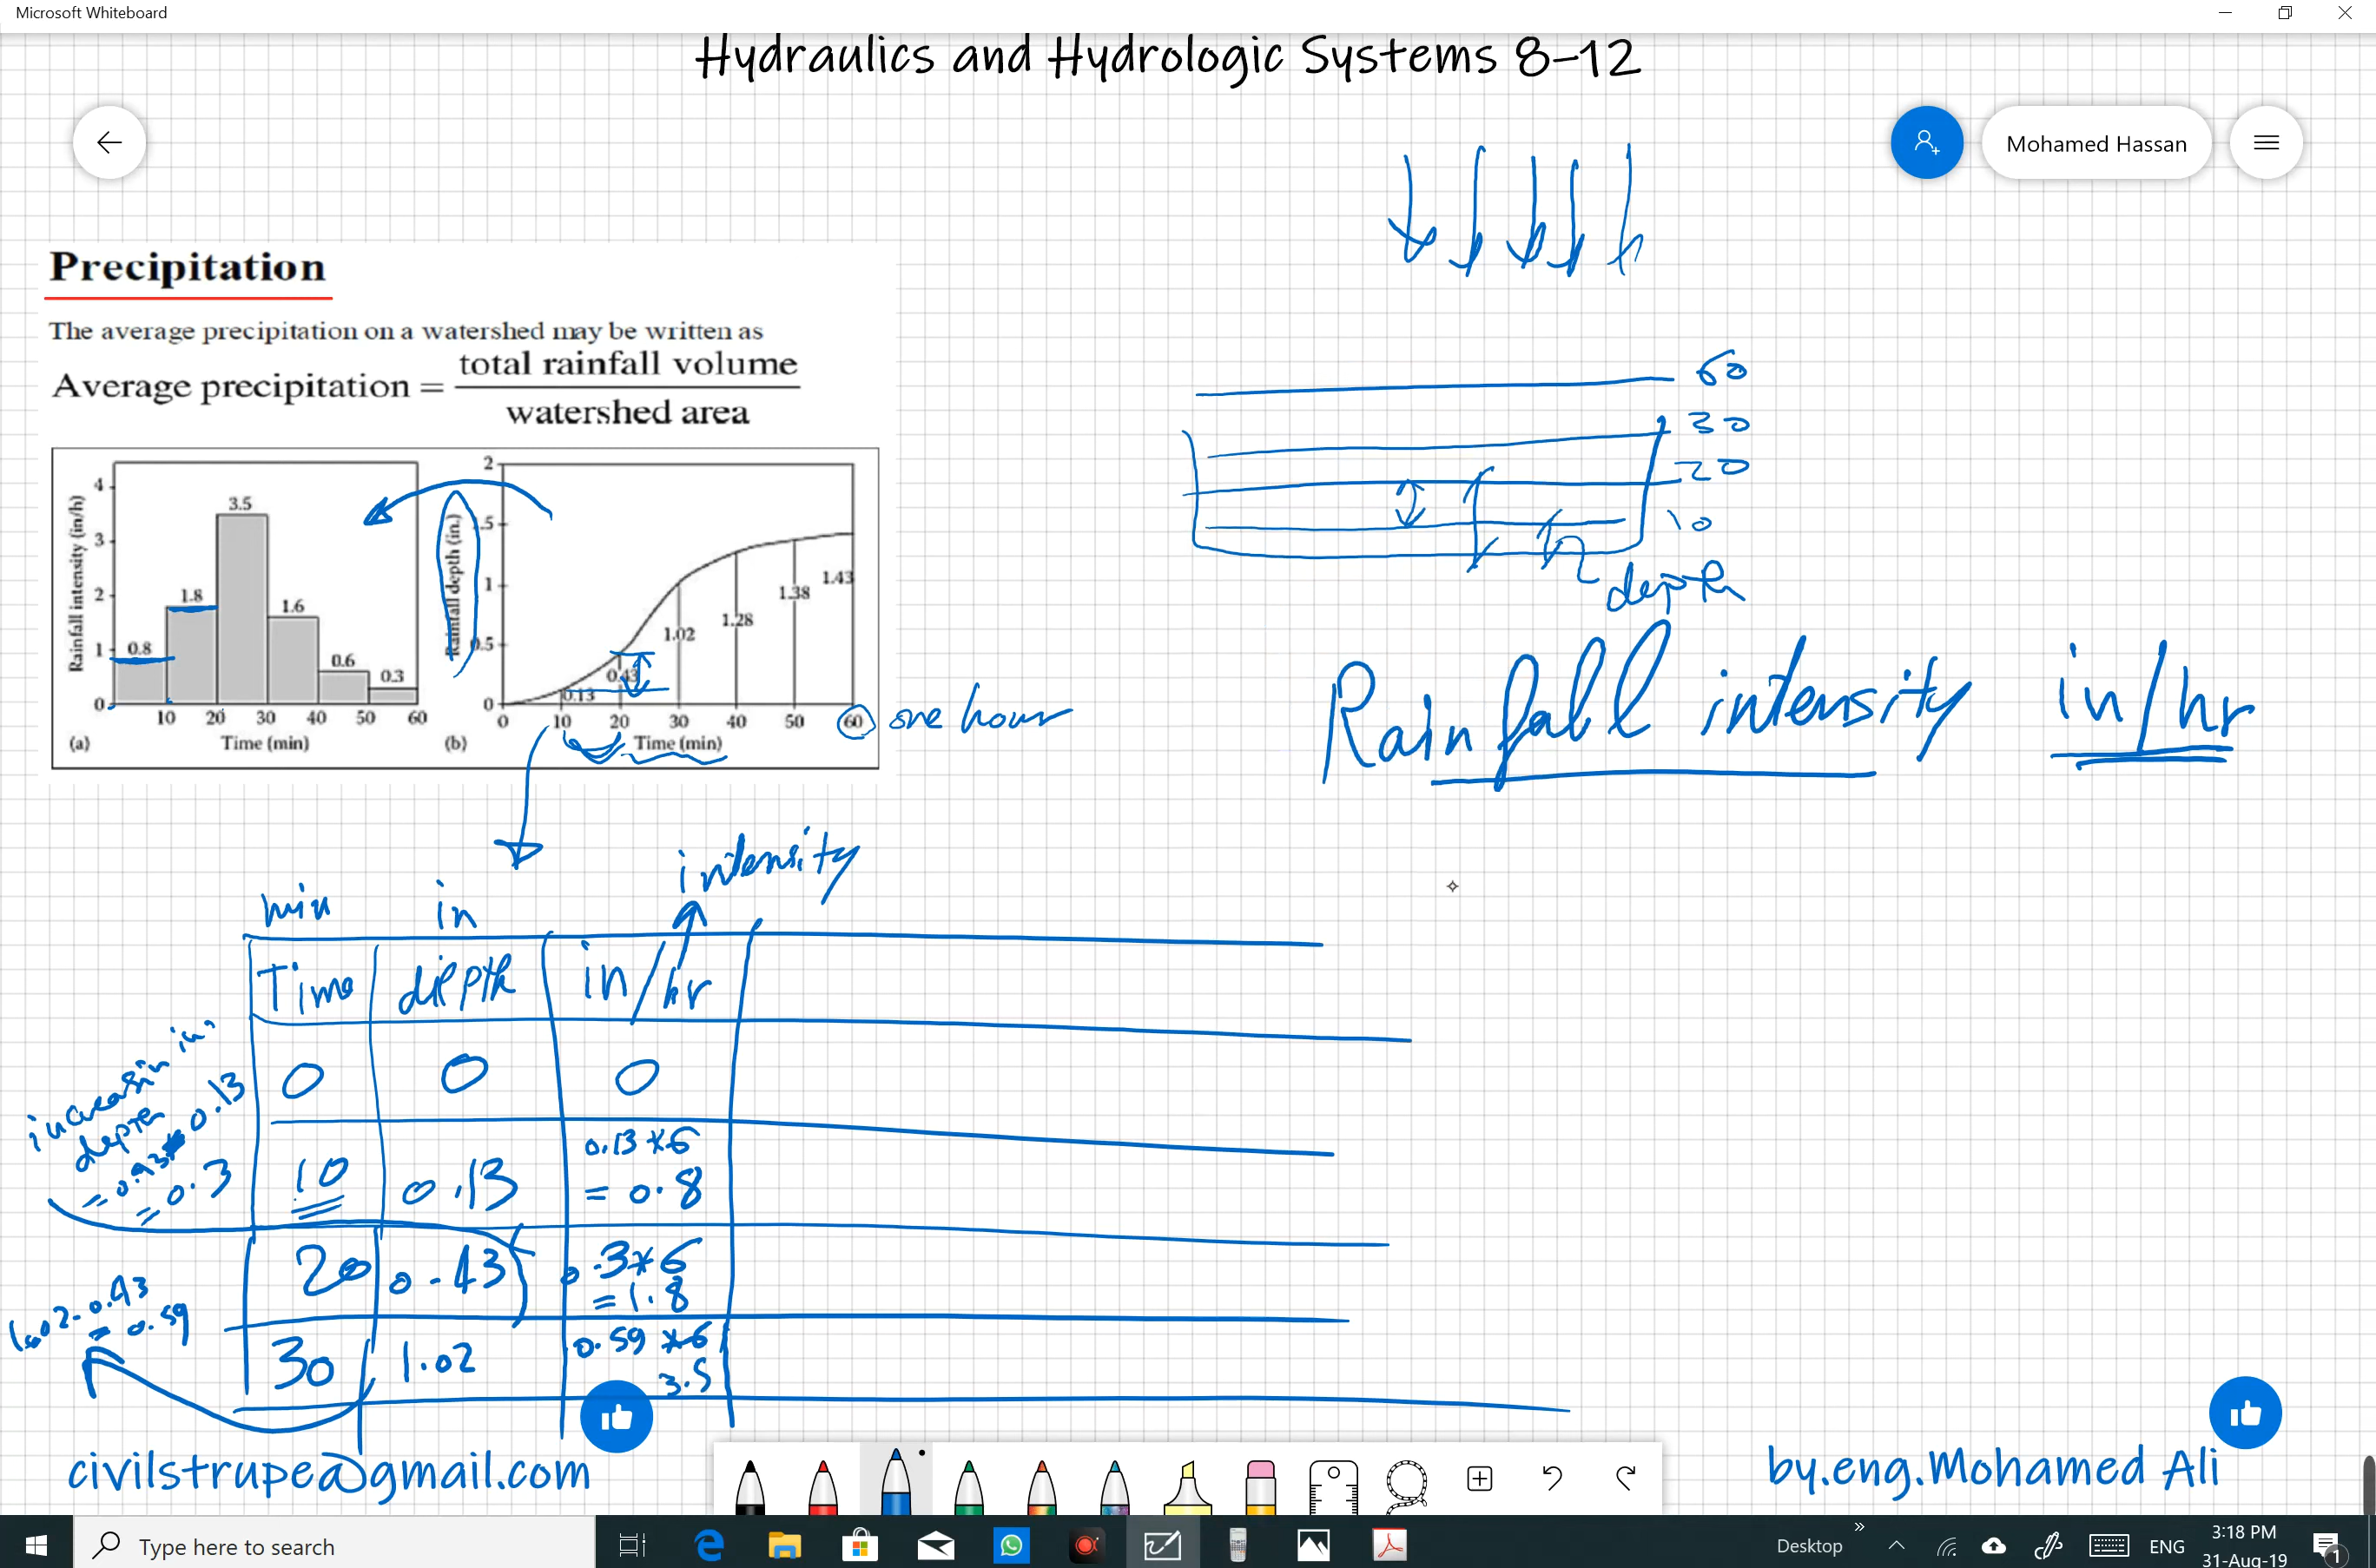 Microsoft Whiteboard
Hydraulics and Hydrologic Systems 8-12
Mohamed Hassan
Precipitation
The average precipitation on a watershed may be written as
Average precipitation = total rainfall volume
watershed area
Rainfall intensity (in/h)
4
3
2
1
0
0.8
1.8
3.5
1.6
0.6
0.3
10 20 30 40 50 60
(a) Time (min)
Rainfall depth (in.)
2
1.5
1
0.5
0
0.13
0.43
1.02
1.28
1.38
1.43
0 10 20 30 40 50 60 one hour
(b) Time (min)
60
30
20
10
depth
Rainfall intensity in/hr
intensity
min in
Time depth in/hr
0 0 0
10 0.13 0.13*6
= 0.8
20 0.43 0.3*6
= 1.8
30 1.02 0.59*6
3.5
0.13
= 0.3
1.02-0.43
= 0.59
civilstrupe@gmail.com
by.eng.Mohamed Ali
Type here to search
Desktop
ENG
3:18 PM
31-Aug-19
1